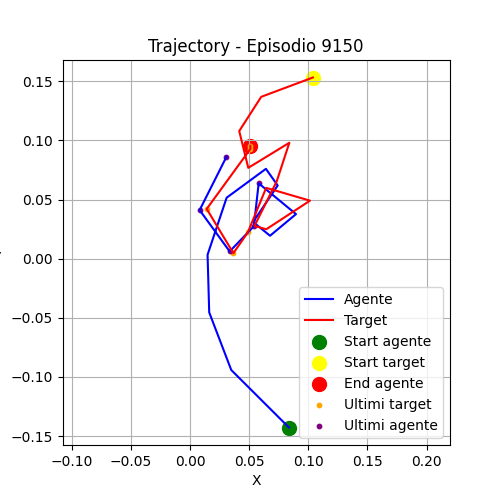 Trajectory - Episodio 9150
0.15
0.10
0.05
0.00
−0.05
−0.10
−0.15
−0.10
−0.05
0.00
0.05
0.10
0.15
0.20
X
Agente
Target
Start agente
Start target
End agente
Ultimi target
Ultimi agente